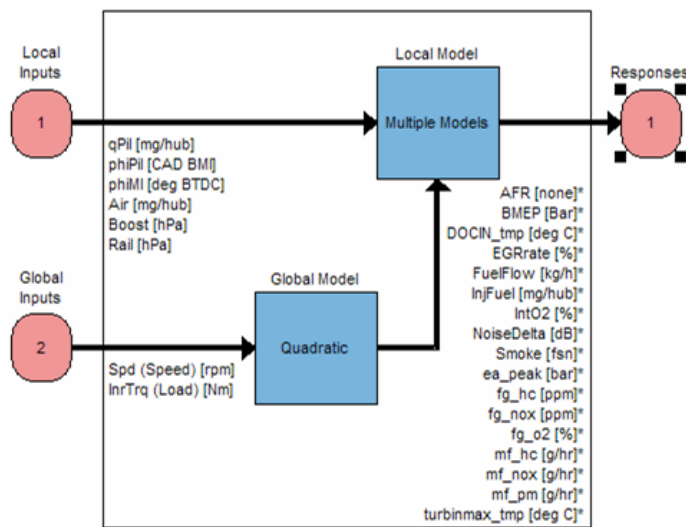 Local
Inputs
1
Local Model
Multiple Models
Responses
1
qPil [mg/hub]
phiPil [CAD BMI]
phiMI [deg BTDC]
Air [mg/hub]
Boost [hPa]
Rail [hPa]
Global
Inputs
2
Global Model
Quadratic
Spd (Speed) [rpm]
InrTrq (Load) [Nm]
AFR [none]*
BMEP [Bar]*
DOCIN_tmp [deg C]*
EGRrate [%]*
FuelFlow [kg/h]*
InjFuel [mg/hub]*
IntO2 [%]*
NoiseDelta [dB]*
Smoke [fsn]*
ea_peak [bar]*
fg_hc [ppm]*
fg_nox [ppm]*
fg_o2 [%]*
mf_hc [g/hr]*
mf_nox [g/hr]*
mf_pm [g/hr]*
turbinmax_tmp [deg C]*